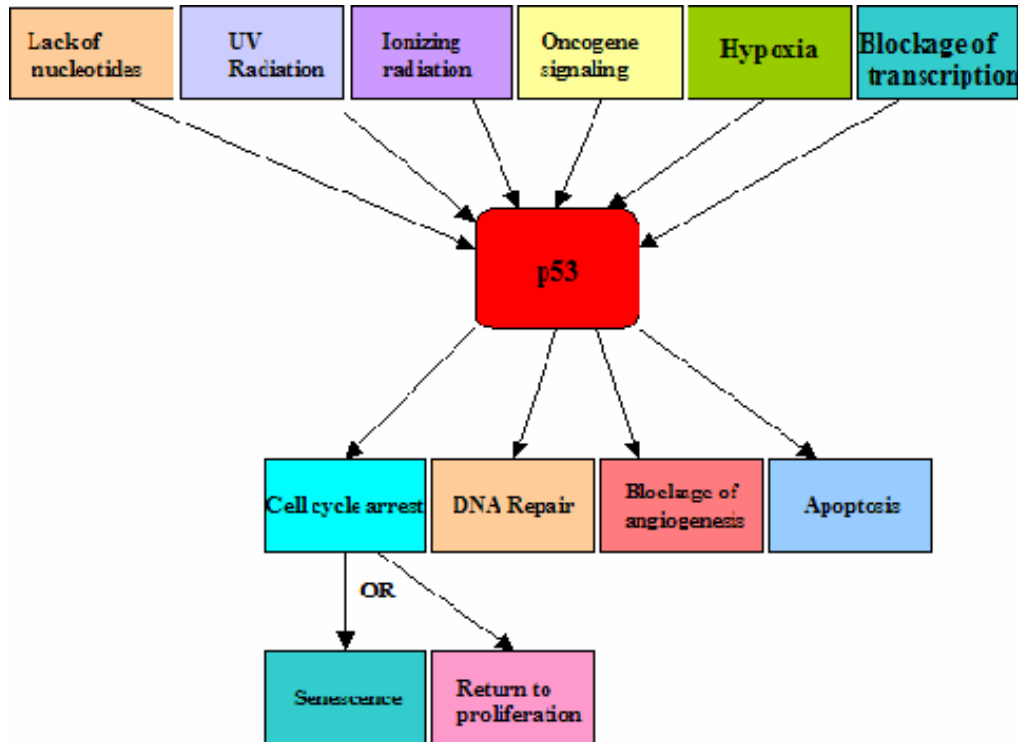 Lack of
nucleotides
UV
Radiation
Ionizing
radiation
Oncogene
signaling
Hypoxia
Blockage of
transcription
p53
Cell cycle arrest
DNA Repair
Blockage of
angiogenesis
Apoptosis
OR
Senescence
Return to
proliferation